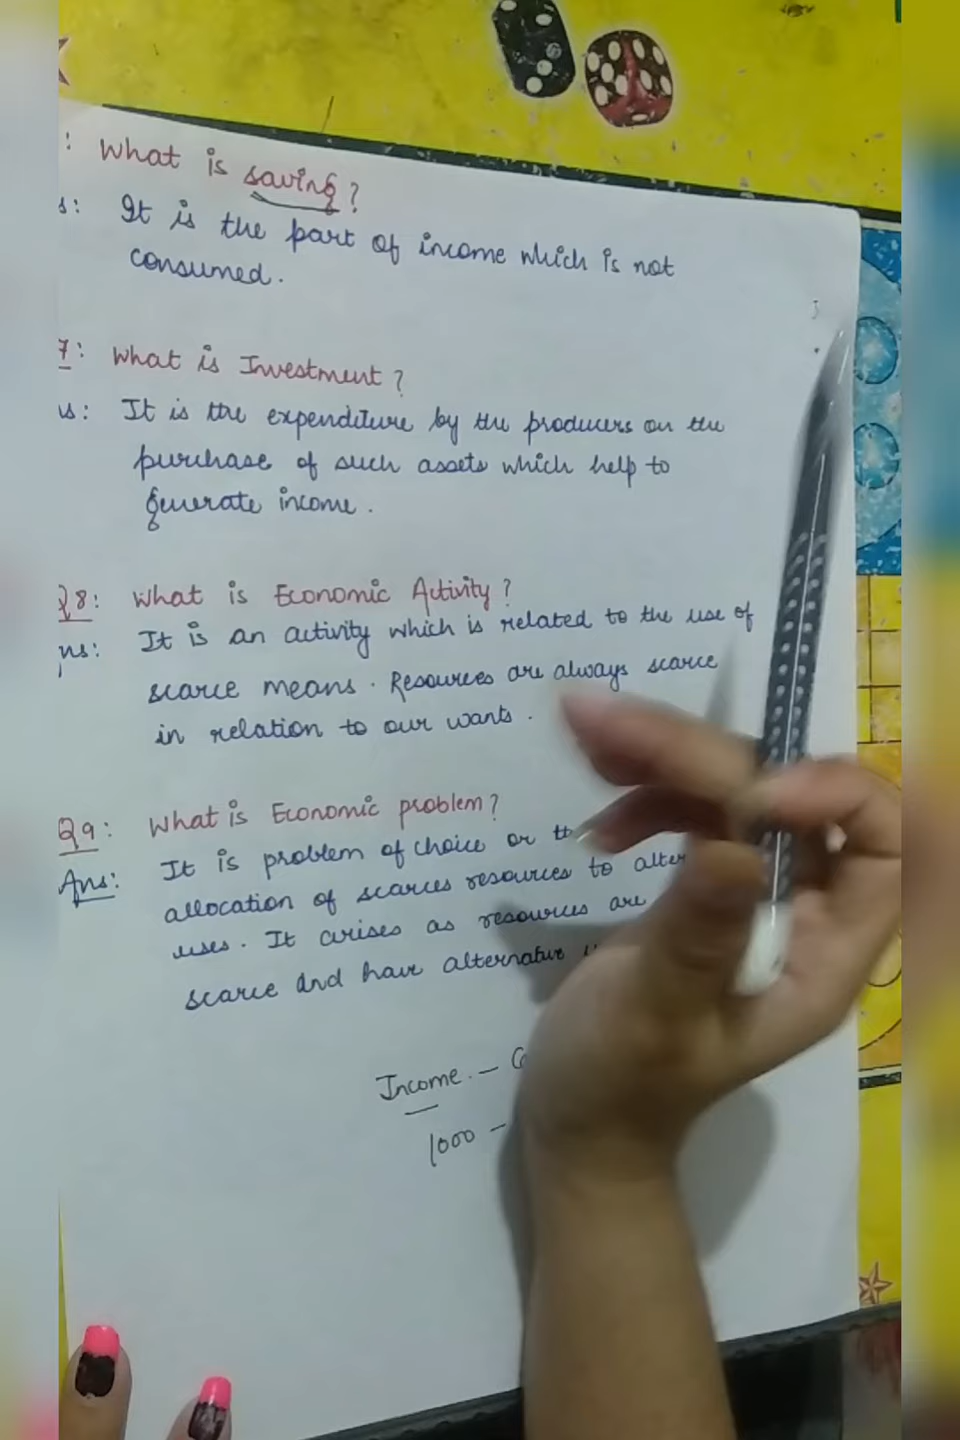 : What is saving?
s: It is the part of income which is not
consumed.
7: What is Investment?
ns: It is the expenditure by the producers on the
purchase of such assets which help to
generate income.
Q8: What is Economic Activity?
ns: It is an activity which is related to the use of
scarce means. Resources are always scarce
in relation to our wants.
Q9: What is Economic problem?
Ans: It is problem of choice or th
allocation of scarces resources to alter
uses. It arises as resources are
scarce and have alternative
Income - C
1000 -